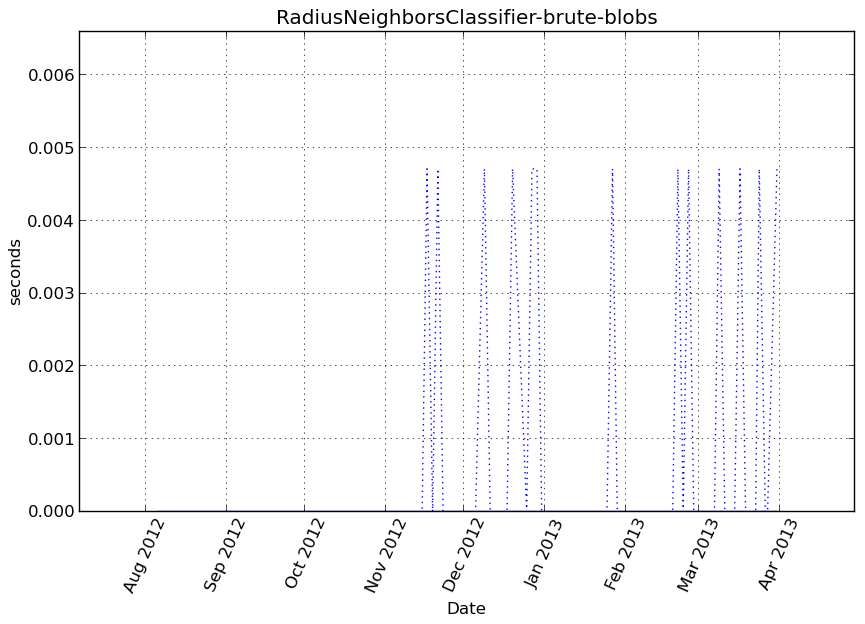 RadiusNeighborsClassifier-brute-blobs
0.006
0.005
0.004
0.003
0.002
0.001
0.000
seconds
Aug 2012
Sep 2012
Oct 2012
Nov 2012
Dec 2012
Jan 2013
Feb 2013
Mar 2013
Apr 2013
Date